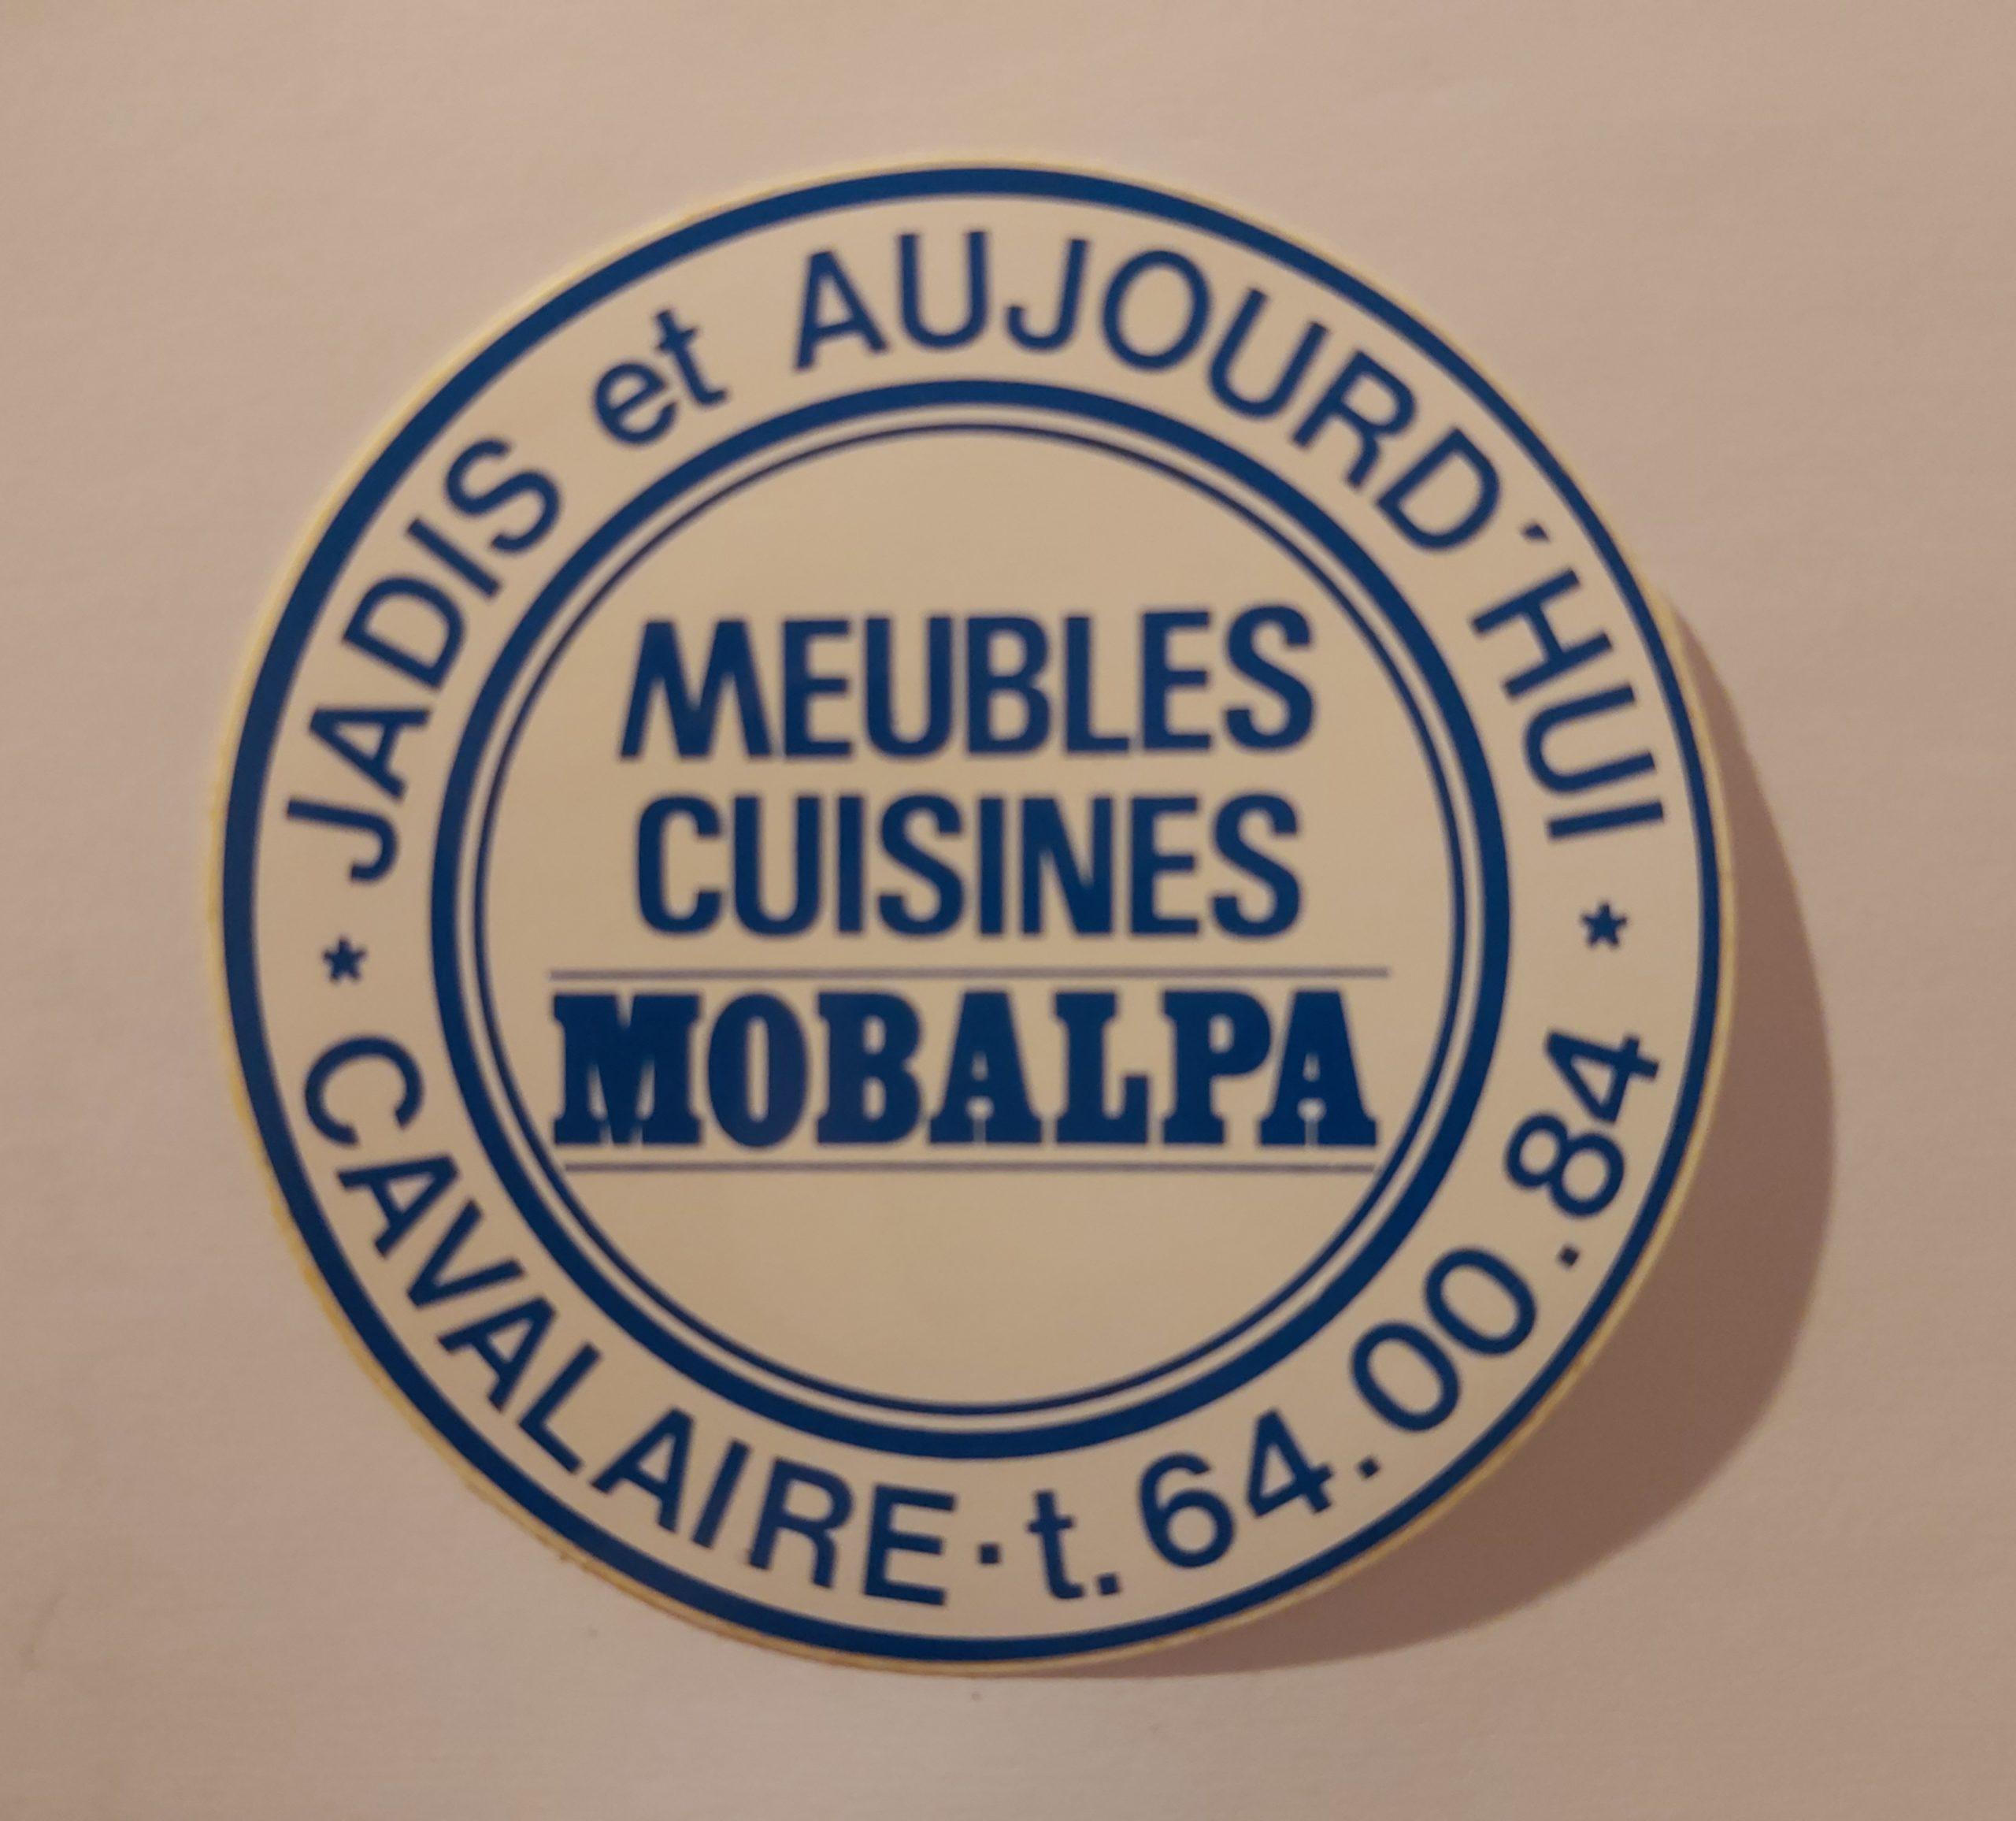 JADIS et AUJOURD'HUI
MEUBLES
CUISINES
MOBALPA
* CAVALAIRE·t.64.00.84 *